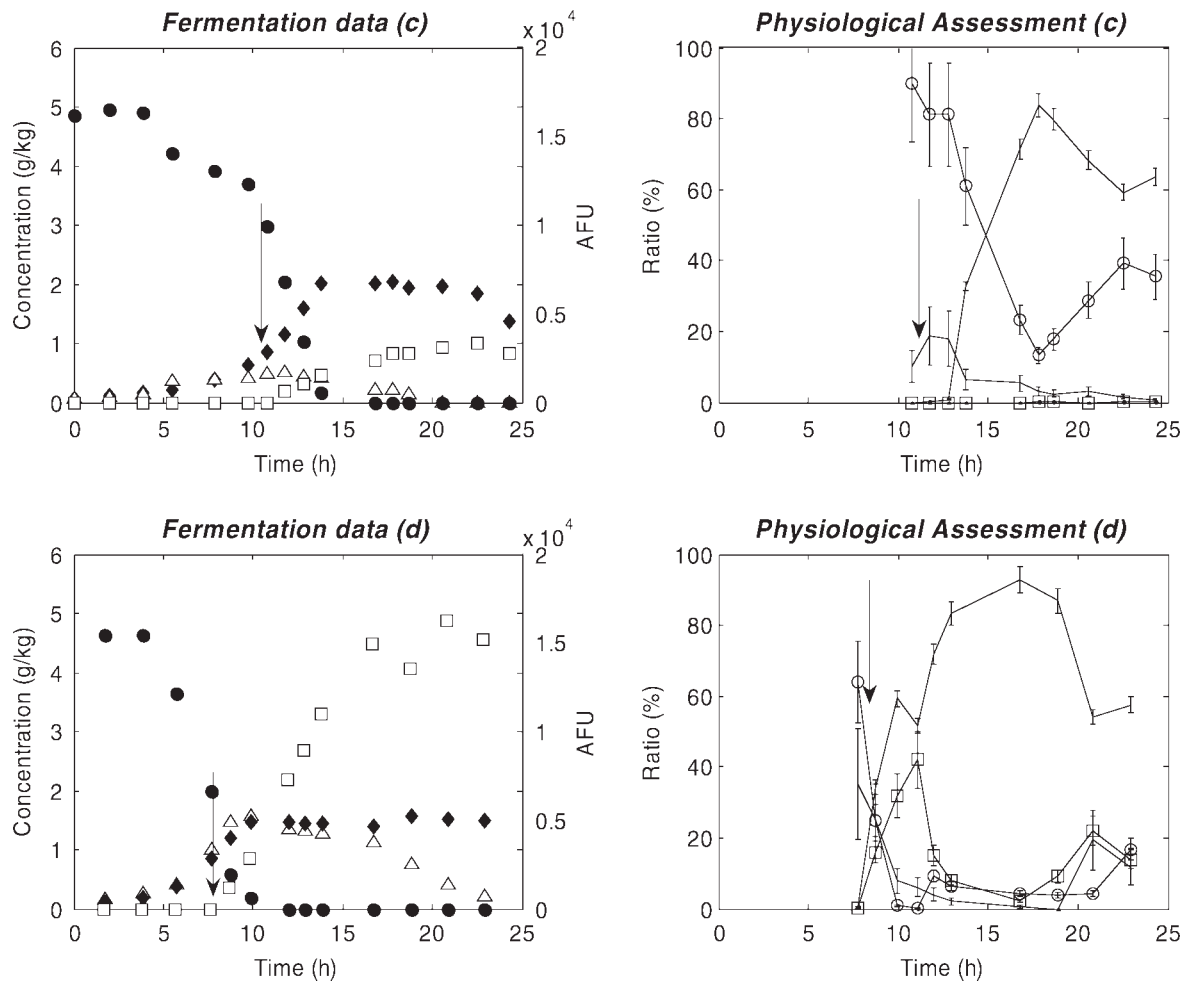 Fermentation data (c)
x 10⁴
6
5
4
3
2
1
0
Concentration (g/kg)
2
1.5
1
0.5
0
AFU
0 5 10 15 20 25
Time (h)
Physiological Assessment (c)
100
80
60
40
20
0
Ratio (%)
0 5 10 15 20 25
Time (h)
Fermentation data (d)
x 10⁴
6
5
4
3
2
1
0
Concentration (g/kg)
2
1.5
1
0.5
0
AFU
0 5 10 15 20 25
Time (h)
Physiological Assessment (d)
100
80
60
40
20
0
Ratio (%)
0 5 10 15 20 25
Time (h)